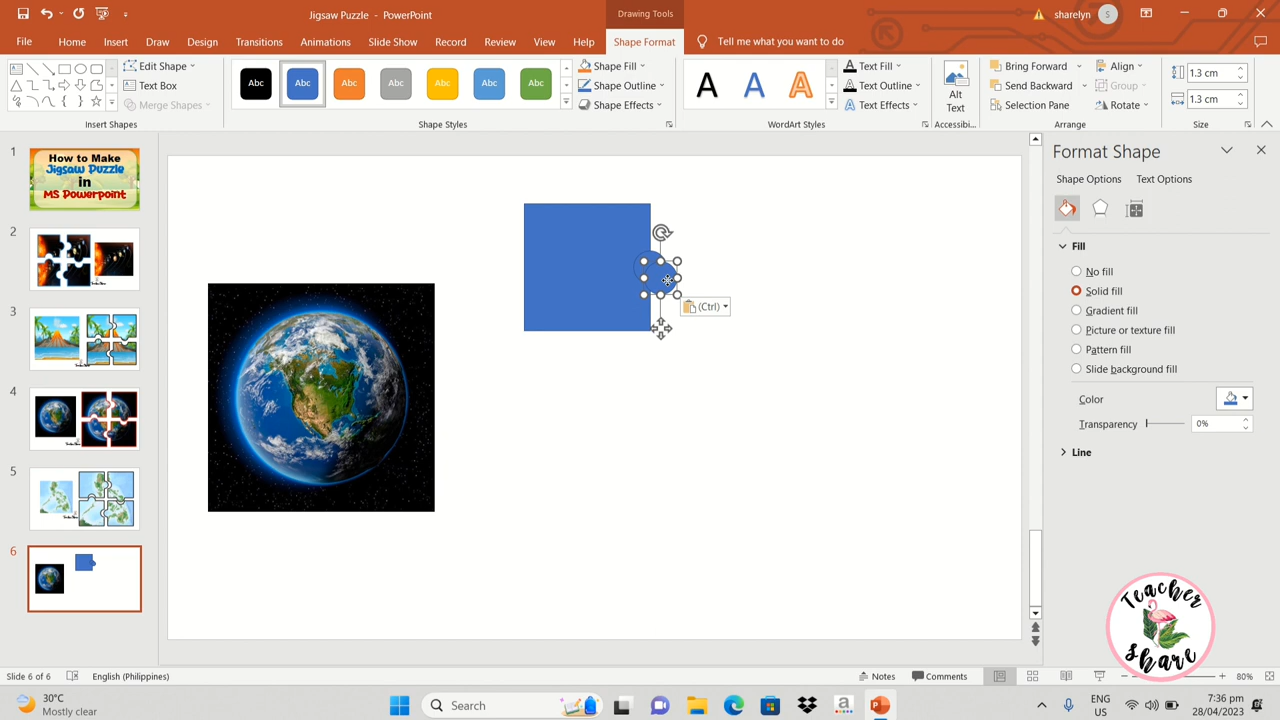 Jigsaw Puzzle - PowerPoint
Drawing Tools
sharelyn
S
File
Home
Insert
Draw
Design
Transitions
Animations
Slide Show
Record
Review
View
Help
Shape Format
Tell me what you want to do
Edit Shape
Text Box
Merge Shapes
Insert Shapes
Abc
Abc
Abc
Abc
Abc
Abc
Abc
Shape Fill
Shape Outline
Shape Effects
Shape Styles
A
A
A
Text Fill
Text Outline
Text Effects
WordArt Styles
Alt
Text
Accessibi...
Bring Forward
Send Backward
Selection Pane
Align
Group
Rotate
Arrange
1.3 cm
1.3 cm
Size
1
How to Make
Jigsaw Puzzle
in
MS Powerpoint
2
3
4
5
6
(Ctrl)
Format Shape
Shape Options
Text Options
Fill
No fill
Solid fill
Gradient fill
Picture or texture fill
Pattern fill
Slide background fill
Color
Transparency
0%
Line
Teacher
Share
Slide 6 of 6
English (Philippines)
Notes
Comments
80%
30°C
Mostly clear
Search
ENG
US
7:36 pm
28/04/2023